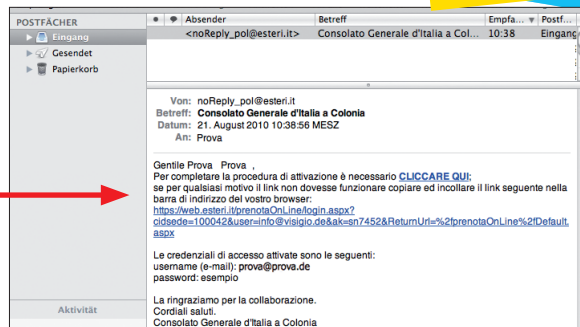 POSTFÄCHER
Eingang
Gesendet
Papierkorb
Aktivität
Absender Betreff Empfa... Postf...
<noReply_pol@esteri.it> Consolato Generale d'Italia a Col... 10:38 Eingang
Von: noReply_pol@esteri.it
Betreff: Consolato Generale d'Italia a Colonia
Datum: 21. August 2010 10:38:56 MESZ
An: Prova
Gentile Prova Prova ,
Per completare la procedura di attivazione è necessario CLICCARE QUI;
se per qualsiasi motivo il link non dovesse funzionare copiare ed incollare il link seguente nella
barra di indirizzo del vostro browser:
https://web.esteri.it/prenotaOnLine/login.aspx?
cidsede=100042&user=info@visigio.de&ak=sn7452&ReturnUrl=%2fprenotaOnLine%2fDefault.
aspx
Le credenziali di accesso attivate sono le seguenti:
username (e-mail): prova@prova.de
password: esempio
La ringraziamo per la collaborazione.
Cordiali saluti.
Consolato Generale d'Italia a Colonia